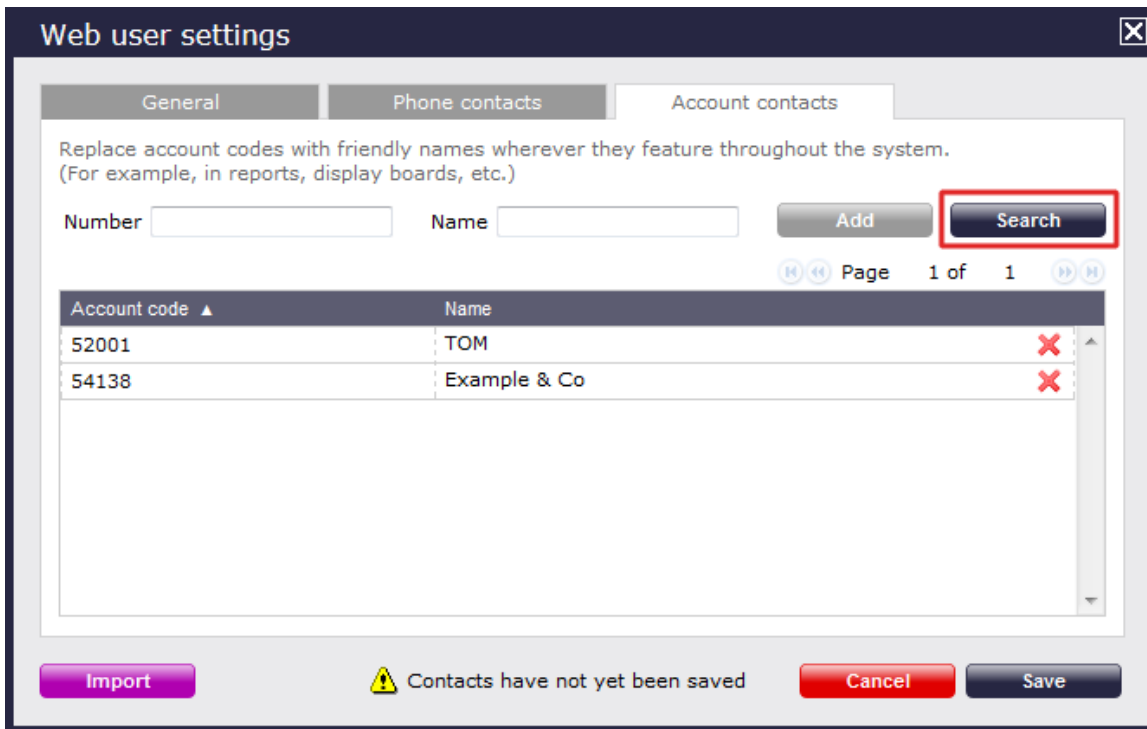 Web user settings
General Phone contacts Account contacts
Replace account codes with friendly names wherever they feature throughout the system.
(For example, in reports, display boards, etc.)
Number Name Add Search
Page 1 of 1
Account code ▲ Name
52001 TOM
54138 Example & Co
Import Contacts have not yet been saved Cancel Save